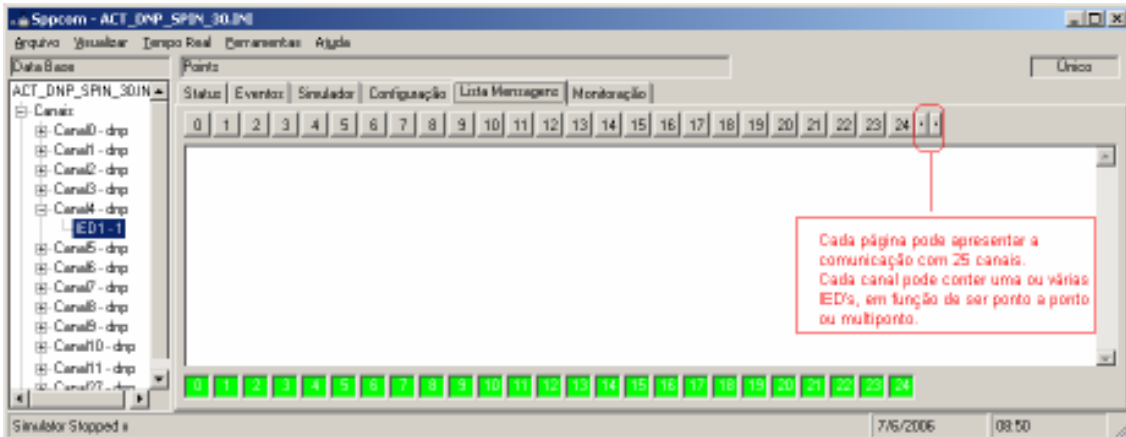 Sppcom - ACT_DNP_SPIN_30.INI
Arquivo Visualizar Tempo Real Ferramentas Ajuda
Data Base
Points
Único
ACT_DNP_SPIN_30.IN
Status Eventos Simulador Configuração Lista Mensagens Monitoração
Canais
0 1 2 3 4 5 6 7 8 9 10 11 12 13 14 15 16 17 18 19 20 21 22 23 24
Canal0 - dnp
Canal1 - dnp
Canal2 - dnp
Canal3 - dnp
Canal4 - dnp
IED1 - 1
Canal5 - dnp
Canal6 - dnp
Canal7 - dnp
Canal8 - dnp
Canal9 - dnp
Canal10 - dnp
Canal11 - dnp
Canal27 - dnp
Cada página pode apresentar a
comunicação com 25 canais.
Cada canal pode conter uma ou várias
IED's, em função de ser ponto a ponto
ou multiponto.
0 1 2 3 4 5 6 7 8 9 10 11 12 13 14 15 16 17 18 19 20 21 22 23 24
Simulator Stopped
7/6/2006
08:50